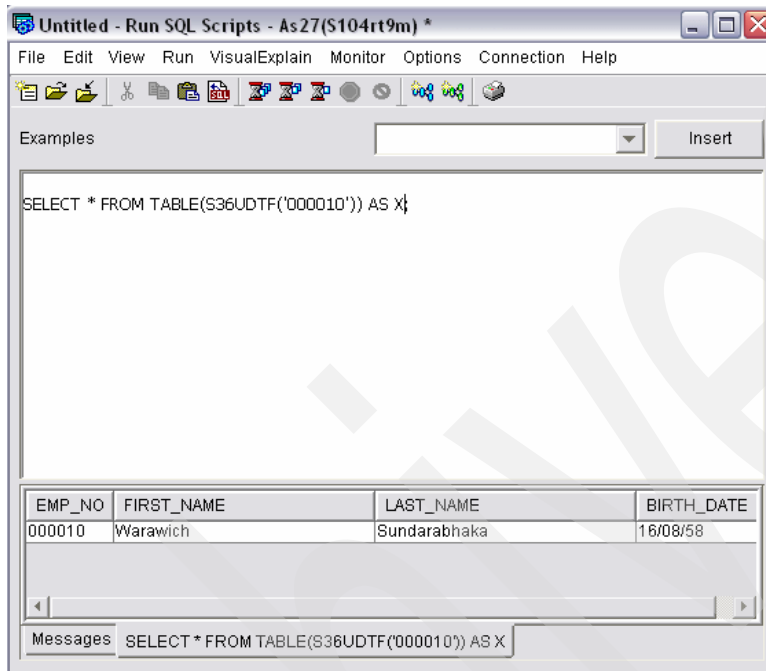 Untitled - Run SQL Scripts - As27(S104rt9m) *
File Edit View Run VisualExplain Monitor Options Connection Help
Examples Insert
SELECT * FROM TABLE(S36UDTF('000010')) AS X;
EMP_NO FIRST_NAME LAST_NAME BIRTH_DATE
000010 Warawich Sundarabhaka 16/08/58
Messages SELECT * FROM TABLE(S36UDTF('000010')) AS X